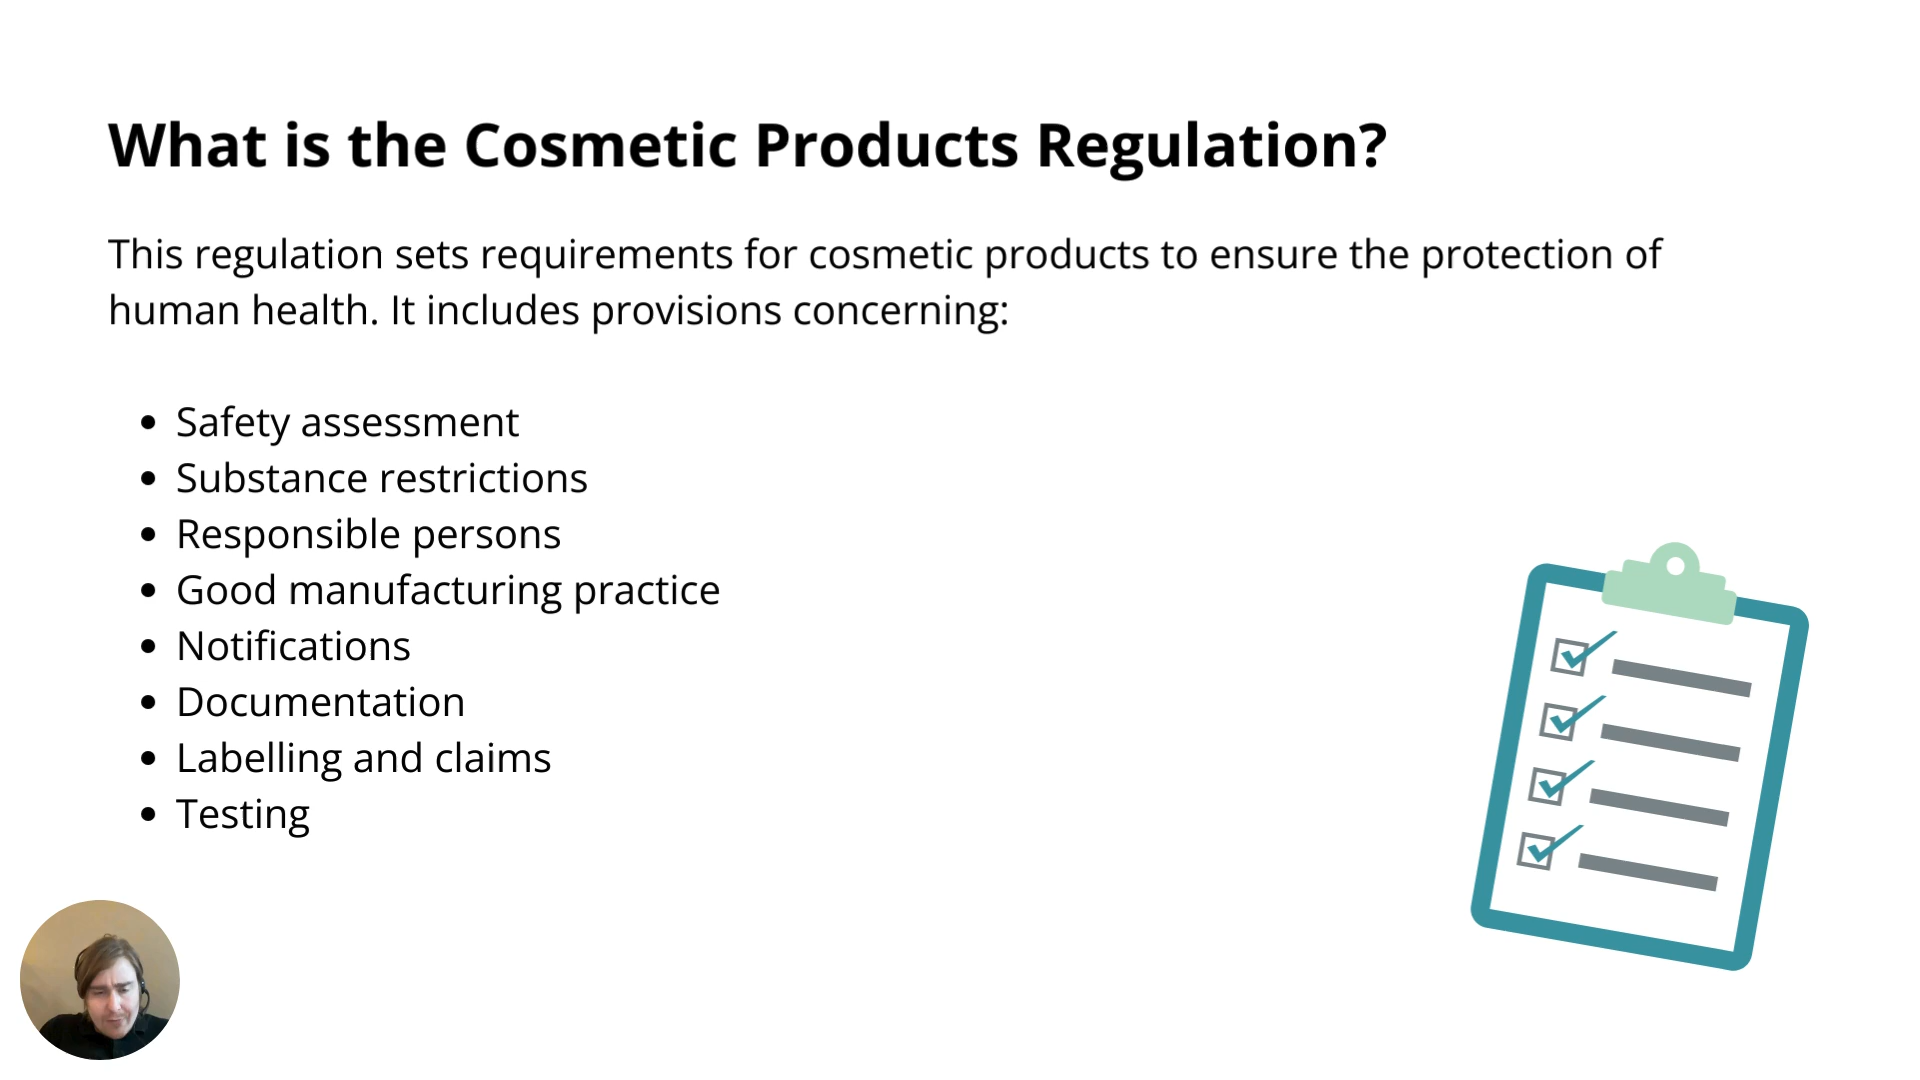 What is the Cosmetic Products Regulation?
This regulation sets requirements for cosmetic products to ensure the protection of
human health. It includes provisions concerning:
• Safety assessment
• Substance restrictions
• Responsible persons
• Good manufacturing practice
• Notifications
• Documentation
• Labelling and claims
• Testing